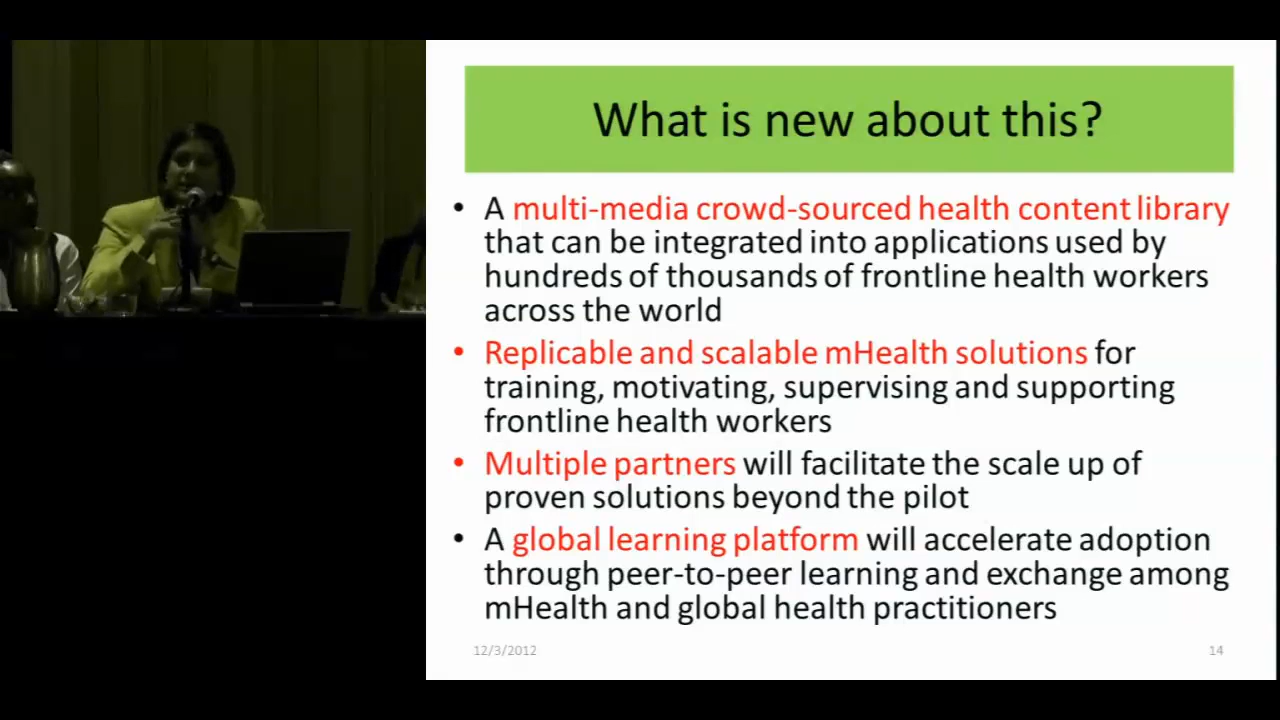 What is new about this?
• A multi-media crowd-sourced health content library
that can be integrated into applications used by
hundreds of thousands of frontline health workers
across the world
• Replicable and scalable mHealth solutions for
training, motivating, supervising and supporting
frontline health workers
• Multiple partners will facilitate the scale up of
proven solutions beyond the pilot
• A global learning platform will accelerate adoption
through peer-to-peer learning and exchange among
mHealth and global health practitioners
12/3/2012
14